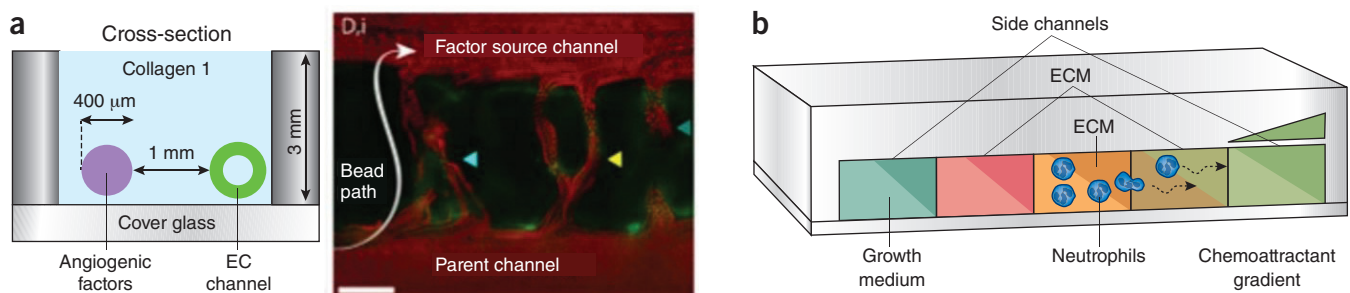 a
Cross-section
Collagen 1
400 μm
1 mm
3 mm
Cover glass
Angiogenic
factors
EC
channel
D,i
Factor source channel
Bead
path
Parent channel
b
Side channels
ECM
ECM
Growth
medium
Neutrophils
Chemoattractant
gradient